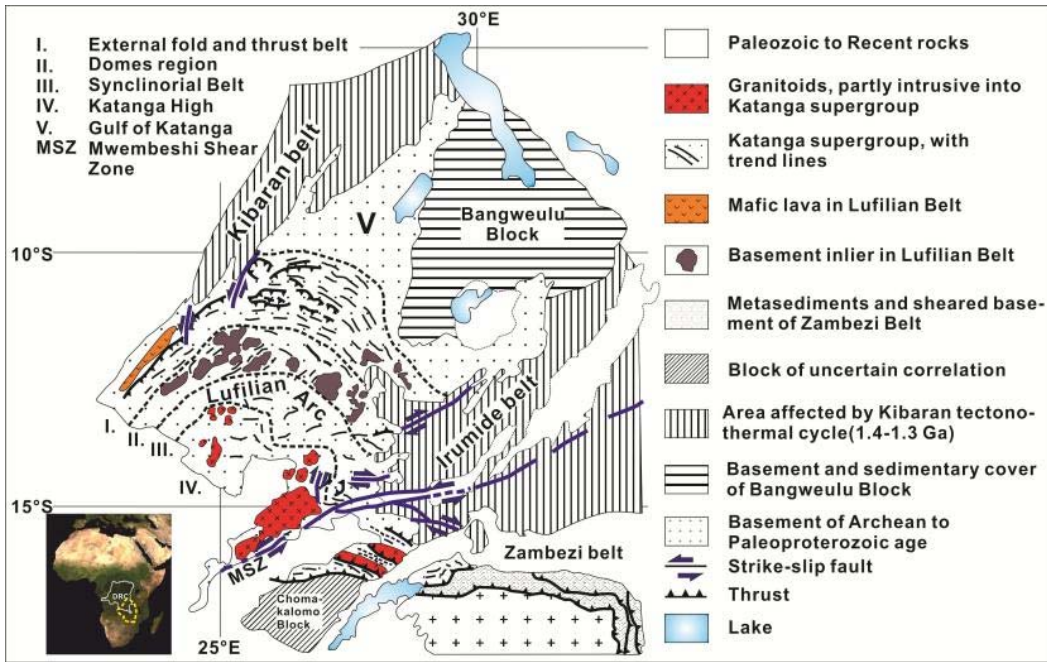 30°E
I. External fold and thrust belt
II. Domes region
III. Synclinorial Belt
IV. Katanga High
V. Gulf of Katanga
MSZ Mwembeshi Shear
Zone
Kibaran belt
V
Bangweulu
Block
10°S
Lufilian Arc
Irumide belt
I.
II.
III.
IV.
15°S
MSZ
Zambezi belt
Choma-
kalomo
Block
DRC
25°E
Paleozoic to Recent rocks
Granitoids, partly intrusive into
Katanga supergroup
Katanga supergroup, with
trend lines
Mafic lava in Lufilian Belt
Basement inlier in Lufilian Belt
Metasediments and sheared base-
ment of Zambezi Belt
Block of uncertain correlation
Area affected by Kibaran tectono-
thermal cycle(1.4-1.3 Ga)
Basement and sedimentary cover
of Bangweulu Block
Basement of Archean to
Paleoproterozoic age
Strike-slip fault
Thrust
Lake